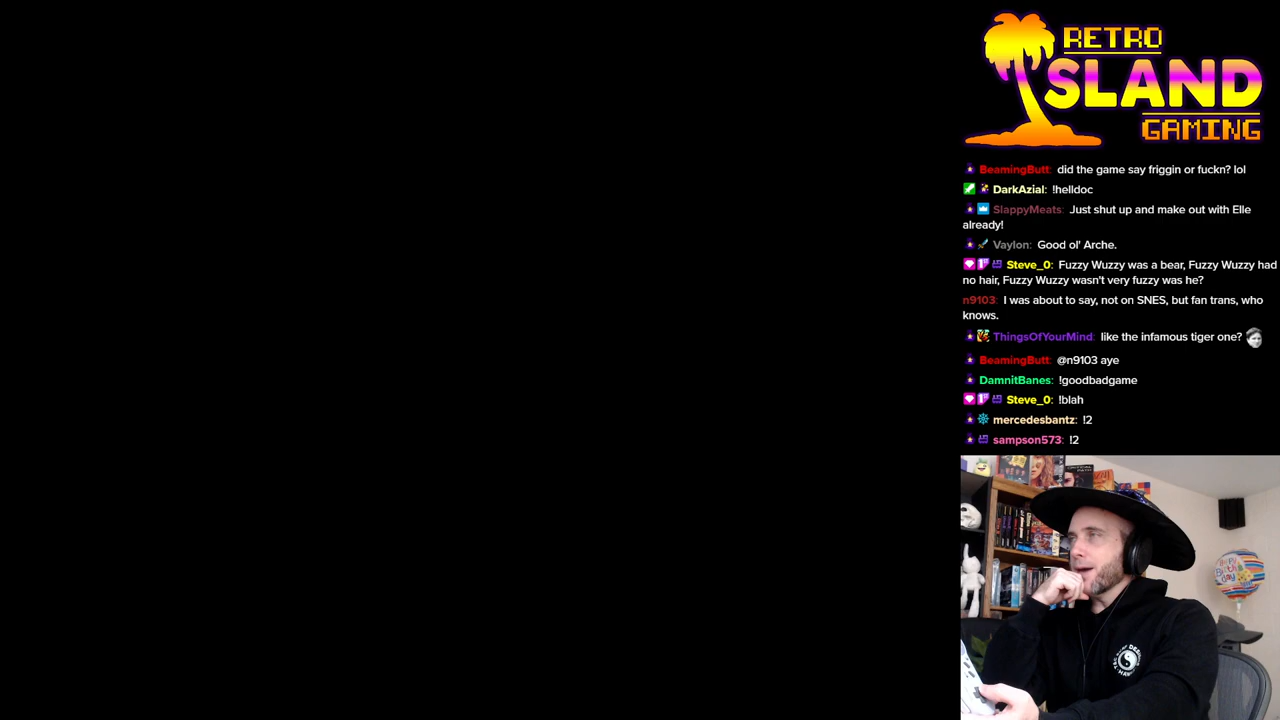 RETRO
ISLAND
GAMING
BeamingButt: did the game say friggin or fuckn? lol
DarkAzial: !helldoc
SlappyMeats: Just shut up and make out with Elle
already!
Vaylon: Good ol' Arche.
Steve_0: Fuzzy Wuzzy was a bear, Fuzzy Wuzzy had
no hair, Fuzzy Wuzzy wasn't very fuzzy was he?
n9103: I was about to say, not on SNES, but fan trans, who
knows.
ThingsOfYourMind: like the infamous tiger one?
BeamingButt: @n9103 aye
DamnitBanes: !goodbadgame
Steve_0: !blah
mercedesbantz: !2
sampson573: !2